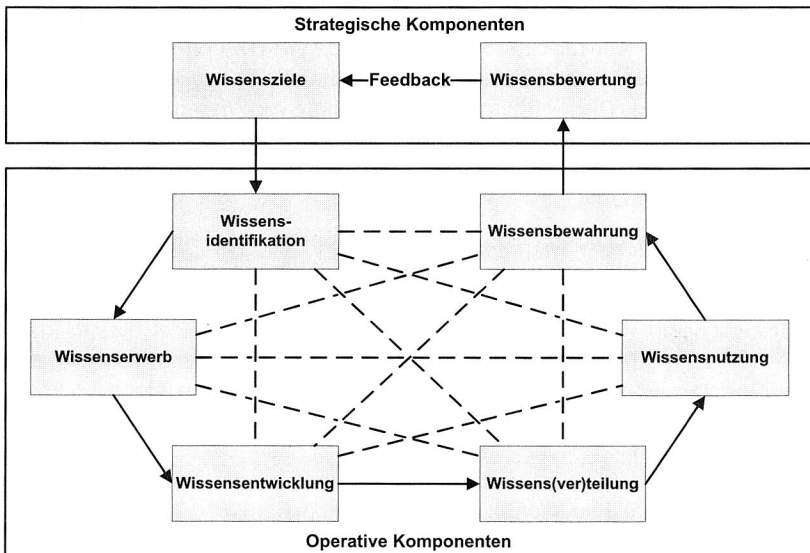 Strategische Komponenten
Wissensziele
Feedback
Wissensbewertung
Wissens-
identifikation
Wissensbewahrung
Wissenserwerb
Wissensnutzung
Wissensentwicklung
Wissens(ver)teilung
Operative Komponenten